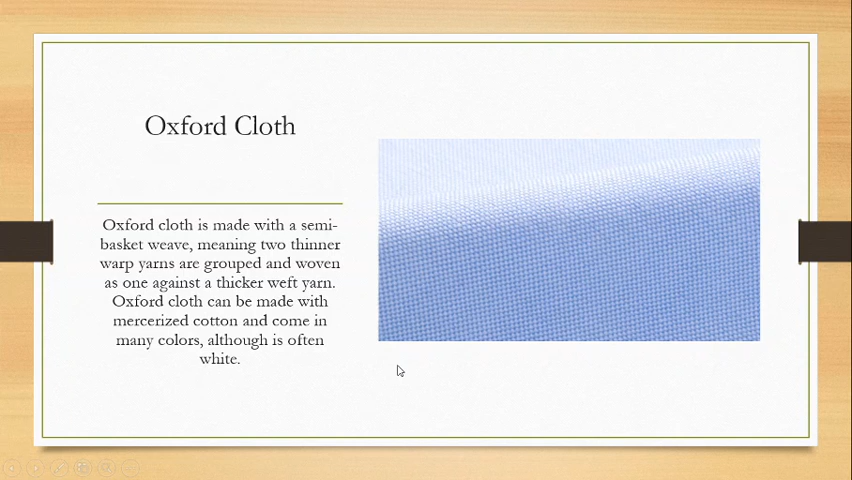 Oxford Cloth
Oxford cloth is made with a semi-
basket weave, meaning two thinner
warp yarns are grouped and woven
as one against a thicker weft yarn.
Oxford cloth can be made with
mercerized cotton and come in
many colors, although is often
white.